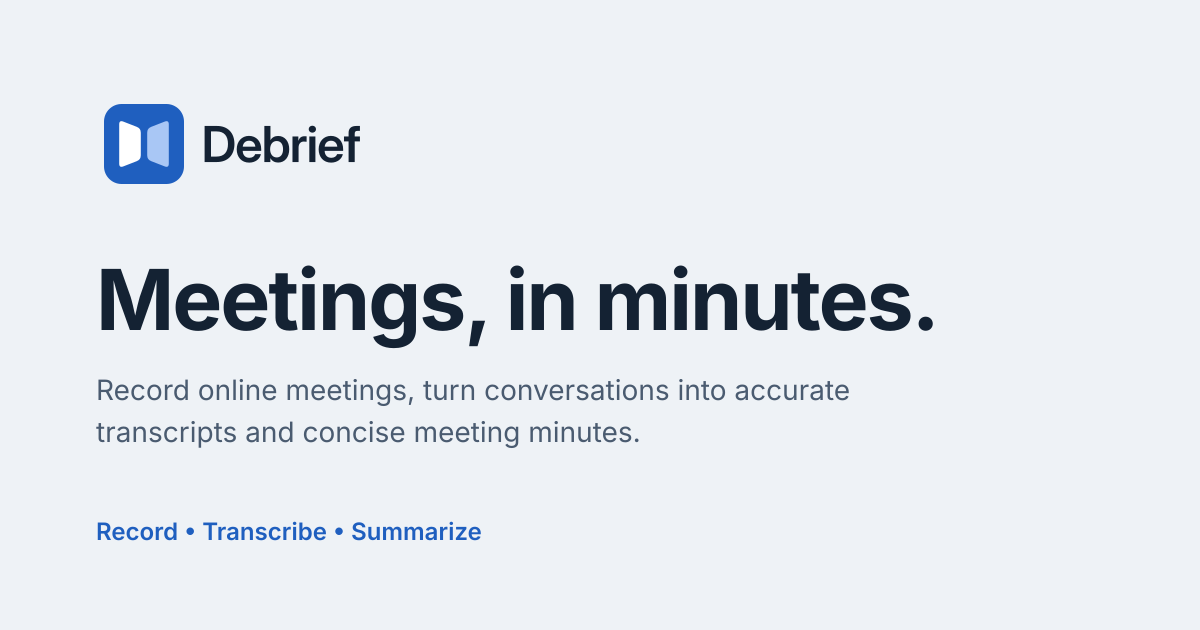 Debrief
Meetings, in minutes.
Record online meetings, turn conversations into accurate
transcripts and concise meeting minutes.
Record • Transcribe • Summarize